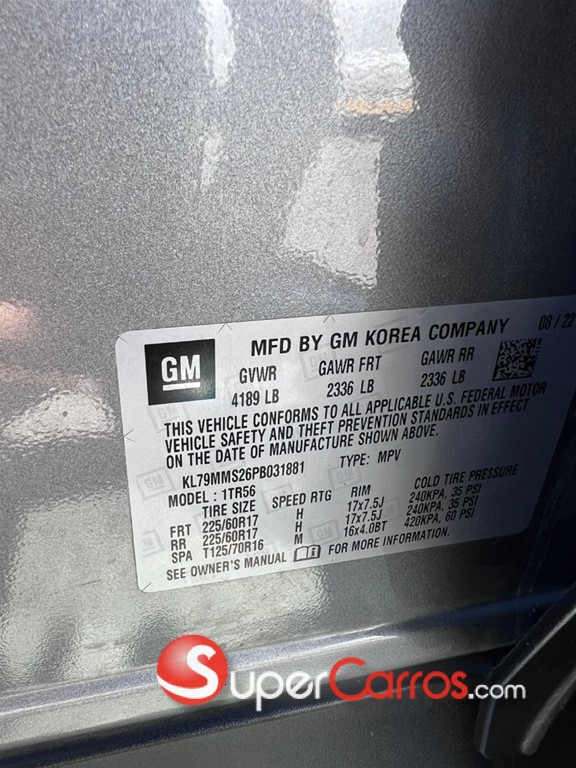 GM
MFD BY GM KOREA COMPANY 08 / 22
GVWR GAWR FRT GAWR RR
4189 LB 2336 LB 2336 LB
THIS VEHICLE CONFORMS TO ALL APPLICABLE U.S. FEDERAL MOTOR
VEHICLE SAFETY AND THEFT PREVENTION STANDARDS IN EFFECT
ON THE DATE OF MANUFACTURE SHOWN ABOVE.
KL79MMS26PB031881 TYPE: MPV
MODEL: 1TR56
TIRE SIZE SPEED RTG RIM COLD TIRE PRESSURE
FRT 225/60R17 H 17x7.5J 240KPA, 35 PSI
RR 225/60R17 H 17x7.5J 240KPA, 35 PSI
SPA T125/70R16 M 16x4.0BT 420KPA, 60 PSI
SEE OWNER'S MANUAL FOR MORE INFORMATION.
SuperCarros.com